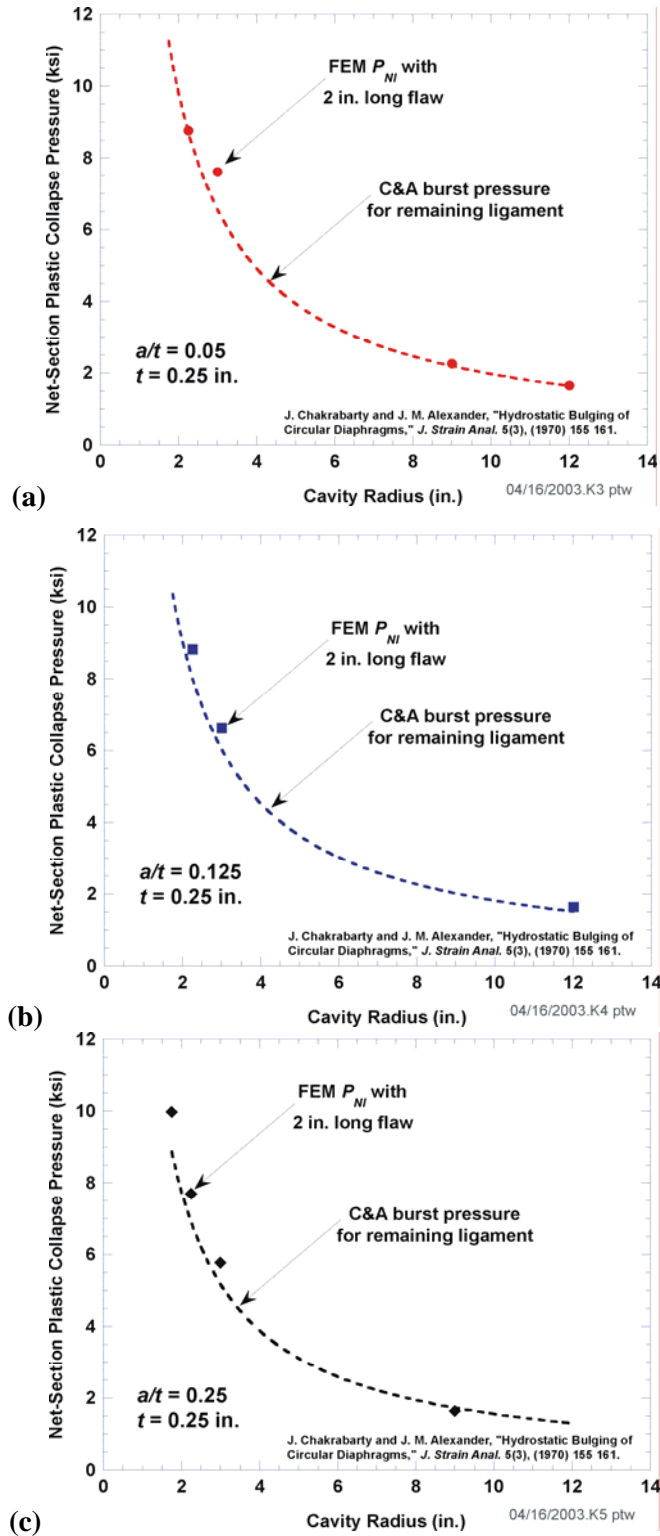 12
10
8
6
4
2
0
Net-Section Plastic Collapse Pressure (ksi)
FEM P_NI with
2 in. long flaw
C&A burst pressure
for remaining ligament
a/t = 0.05
t = 0.25 in.
J. Chakrabarty and J. M. Alexander, "Hydrostatic Bulging of
Circular Diaphragms," J. Strain Anal. 5(3), (1970) 155 161.
0 2 4 6 8 10 12 14
Cavity Radius (in.)
04/16/2003.K3 ptw
(a)
12
10
8
6
4
2
0
Net-Section Plastic Collapse Pressure (ksi)
FEM P_NI with
2 in. long flaw
C&A burst pressure
for remaining ligament
a/t = 0.125
t = 0.25 in.
J. Chakrabarty and J. M. Alexander, "Hydrostatic Bulging of
Circular Diaphragms," J. Strain Anal. 5(3), (1970) 155 161.
0 2 4 6 8 10 12 14
Cavity Radius (in.)
04/16/2003.K4 ptw
(b)
12
10
8
6
4
2
0
Net-Section Plastic Collapse Pressure (ksi)
FEM P_NI with
2 in. long flaw
C&A burst pressure
for remaining ligament
a/t = 0.25
t = 0.25 in.
J. Chakrabarty and J. M. Alexander, "Hydrostatic Bulging of
Circular Diaphragms," J. Strain Anal. 5(3), (1970) 155 161.
0 2 4 6 8 10 12 14
Cavity Radius (in.)
04/16/2003.K5 ptw
(c)